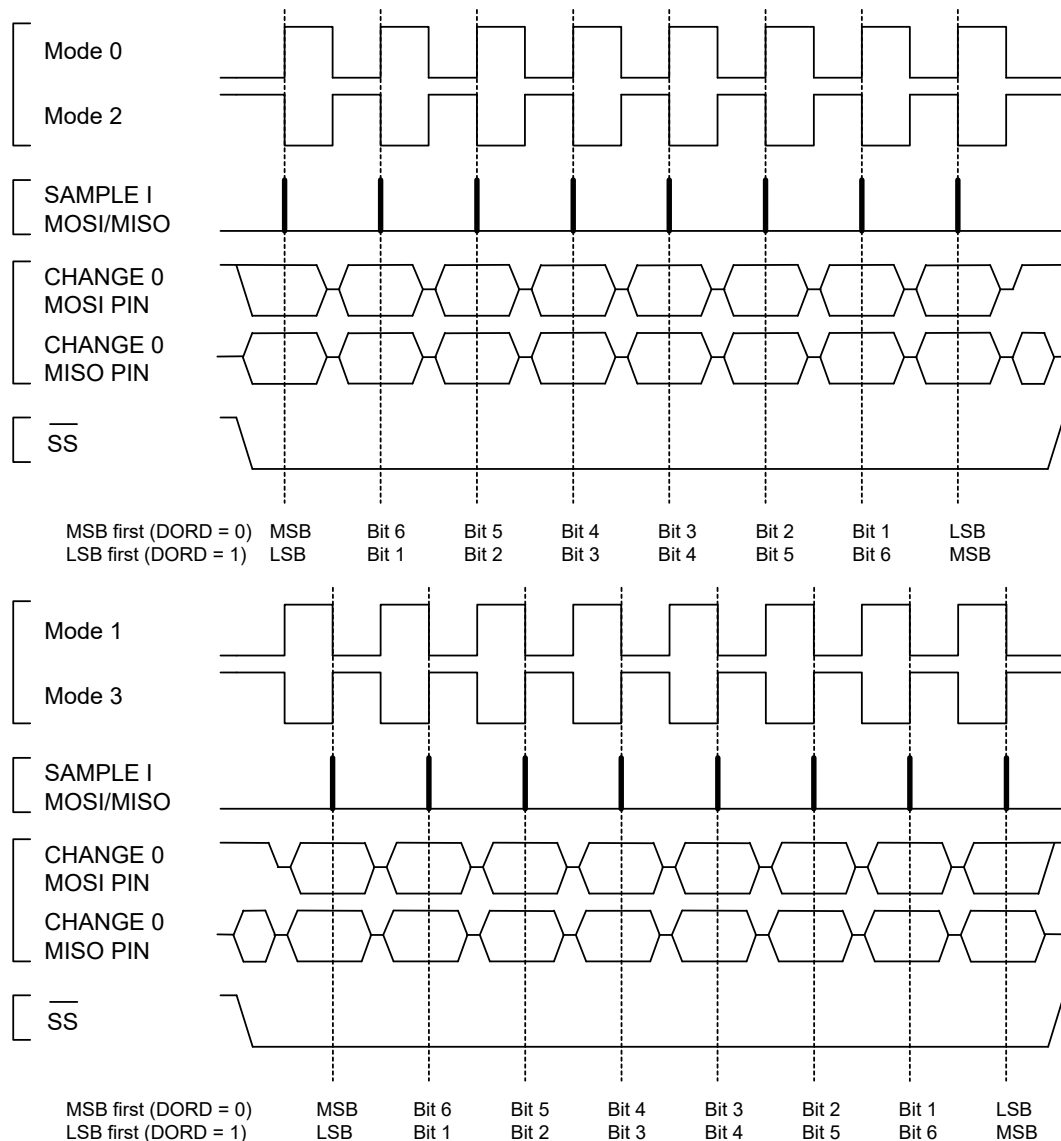 Mode 0
Mode 2
SAMPLE I
MOSI/MISO
CHANGE 0
MOSI PIN
CHANGE 0
MISO PIN
SS
MSB first (DORD = 0) MSB Bit 6 Bit 5 Bit 4 Bit 3 Bit 2 Bit 1 LSB
LSB first (DORD = 1) LSB Bit 1 Bit 2 Bit 3 Bit 4 Bit 5 Bit 6 MSB
Mode 1
Mode 3
SAMPLE I
MOSI/MISO
CHANGE 0
MOSI PIN
CHANGE 0
MISO PIN
SS
MSB first (DORD = 0) MSB Bit 6 Bit 5 Bit 4 Bit 3 Bit 2 Bit 1 LSB
LSB first (DORD = 1) LSB Bit 1 Bit 2 Bit 3 Bit 4 Bit 5 Bit 6 MSB